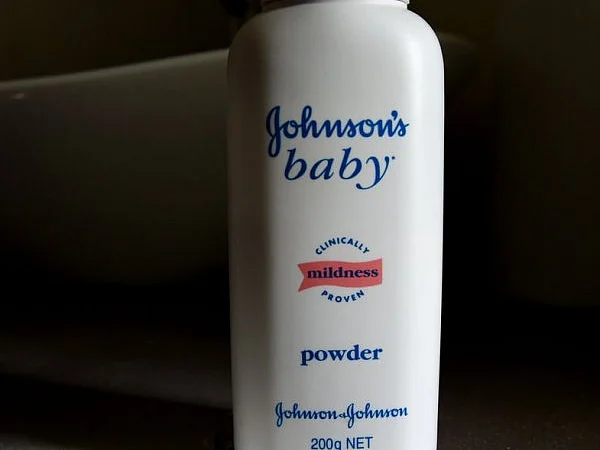 Johnson's
baby
CLINICALLY
mildness
PROVEN
powder
Johnson & Johnson
200g NET